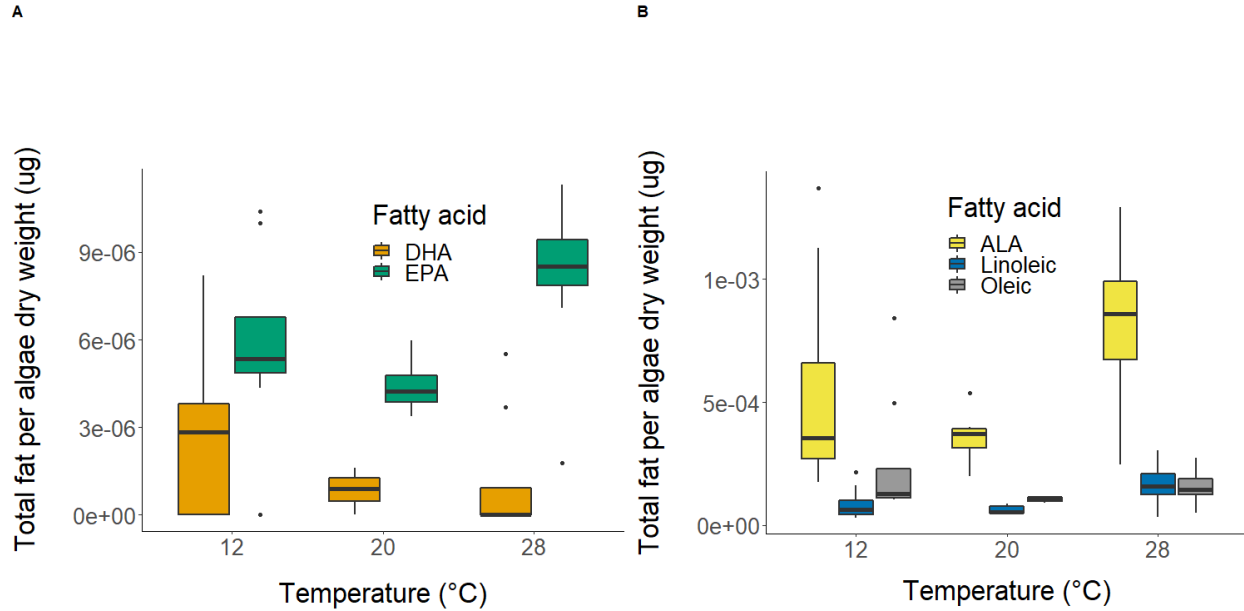 A
Total fat per algae dry weight (ug)
9e-06
6e-06
3e-06
0e+00
Fatty acid
DHA
EPA
12
20
28
Temperature (°C)
B
Total fat per algae dry weight (ug)
1e-03
5e-04
0e+00
Fatty acid
ALA
Linoleic
Oleic
12
20
28
Temperature (°C)